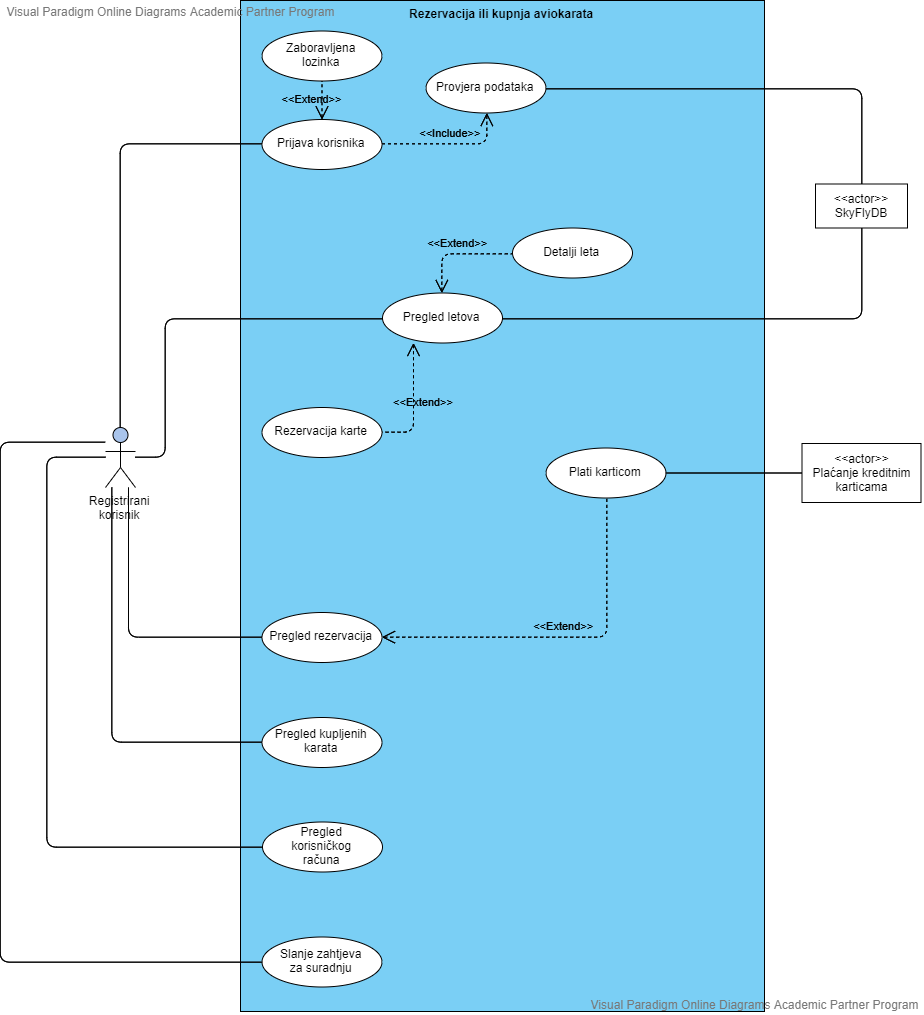 Visual Paradigm Online Diagrams Academic Partner Program
Rezervacija ili kupnja aviokarata
Zaboravljena
lozinka
<<Extend>>
Provjera podataka
<<Include>>
Prijava korisnika
<<actor>>
SkyFlyDB
<<Extend>>
Detalji leta
Pregled letova
<<Extend>>
Rezervacija karte
Plati karticom
<<actor>>
Plaćanje kreditnim
karticama
Registrirani
korisnik
<<Extend>>
Pregled rezervacija
Pregled kupljenih
karata
Pregled
korisničkog
računa
Slanje zahtjeva
za suradnju
Visual Paradigm Online Diagrams Academic Partner Program